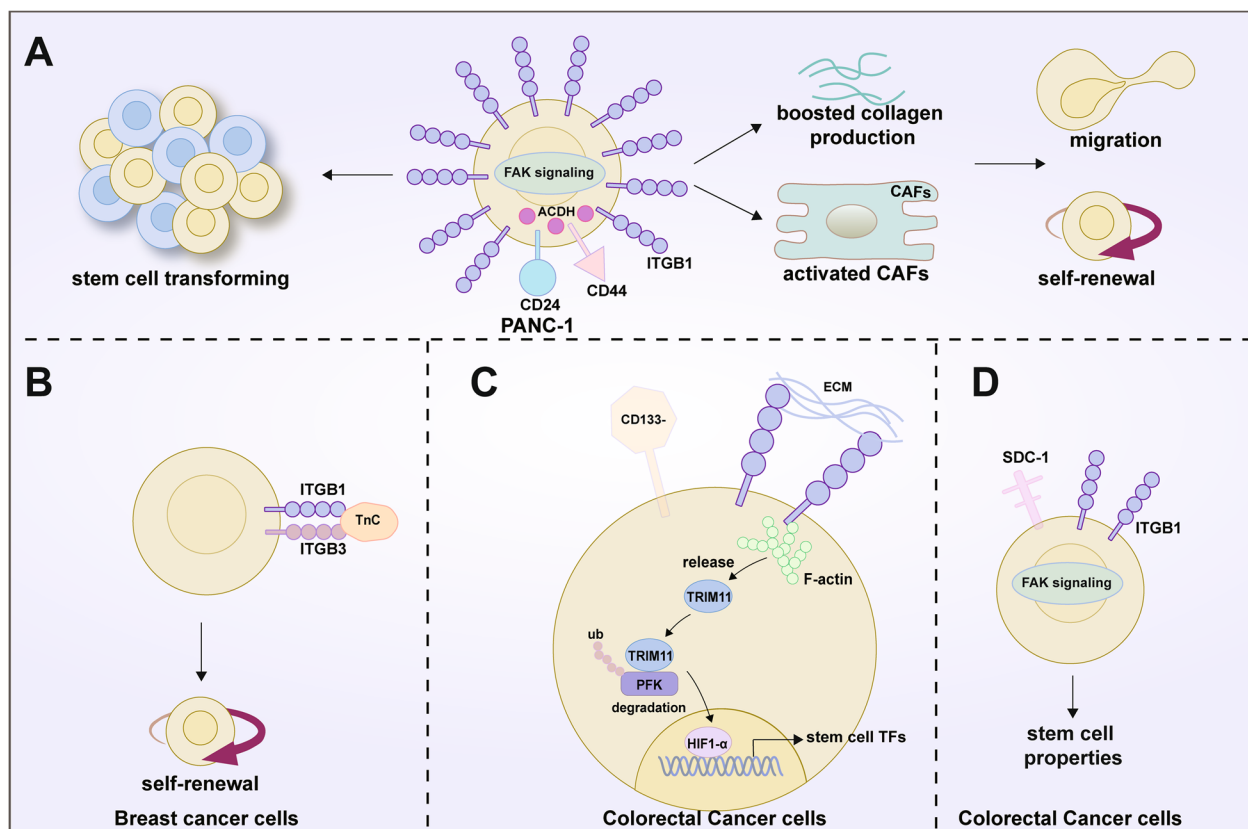 A
stem cell transforming
FAK signaling
ACDH
ITGB1
CD44
CD24
PANC-1
boosted collagen
production
CAFs
activated CAFs
migration
self-renewal
B
ITGB1
TnC
ITGB3
self-renewal
Breast cancer cells
C
CD133-
ECM
release
F-actin
TRIM11
ub
TRIM11
PFK
degradation
HIF1-α
stem cell TFs
Colorectal Cancer cells
D
SDC-1
ITGB1
FAK signaling
stem cell
properties
Colorectal Cancer cells